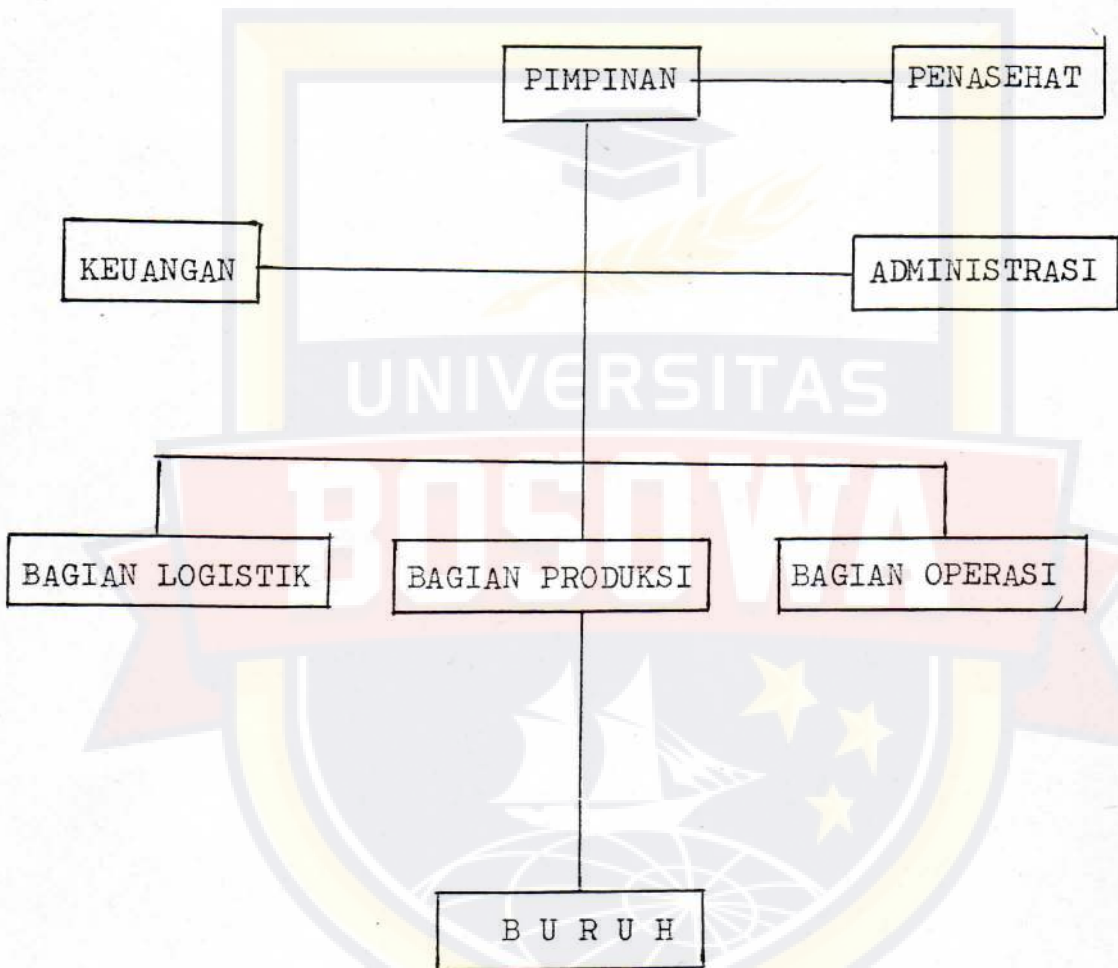 PIMPINAN
PENASEHAT
KEUANGAN
ADMINISTRASI
UNIVERSITAS
BOSOWA
BAGIAN LOGISTIK
BAGIAN PRODUKSI
BAGIAN OPERASI
B U R U H